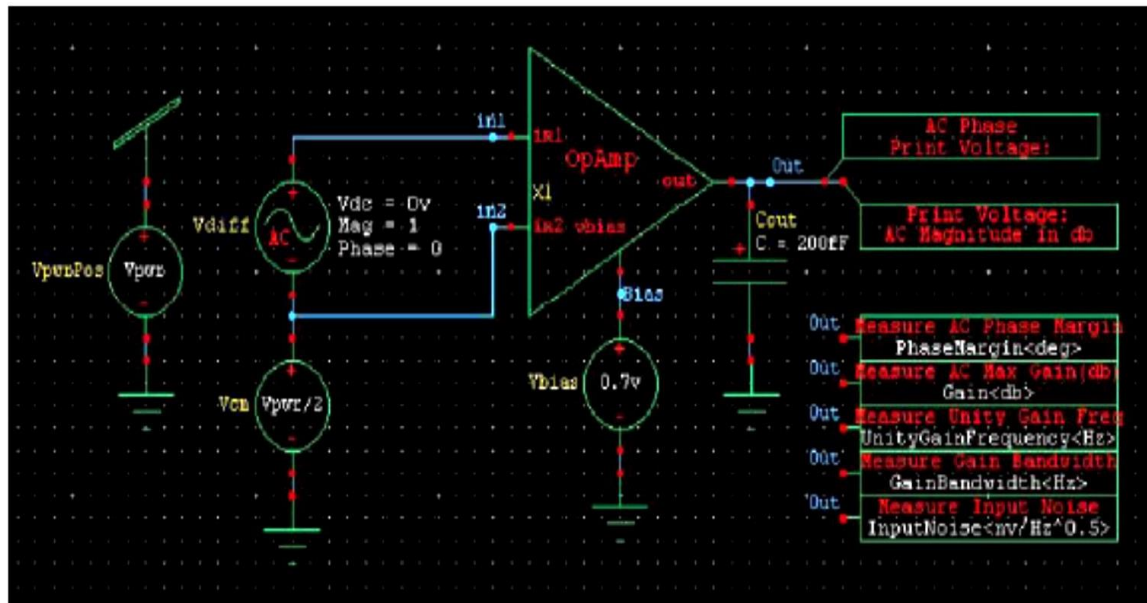 VpwrPos
Vpwr
Vdiff
AC
Vdc = 0v
Mag = 1
Phase = 0
Vcm
Vpwr/2
in1
in2
in1
OpAmp
X1
out
in2 vbias
Bias
Vbias
0.7v
Out
Cout
C = 200fF
AC Phase
Print Voltage:
Print Voltage:
AC Magnitude in db
Out
Measure AC Phase Margin
PhaseMargin<deg>
Out
Measure AC Max Gain(db)
Gain<db>
Out
Measure Unity Gain Freq
UnityGainFrequency<Hz>
Out
Measure Gain Bandwidth
GainBandwidth<Hz>
Out
Measure Input Noise
InputNoise<nv/Hz^0.5>